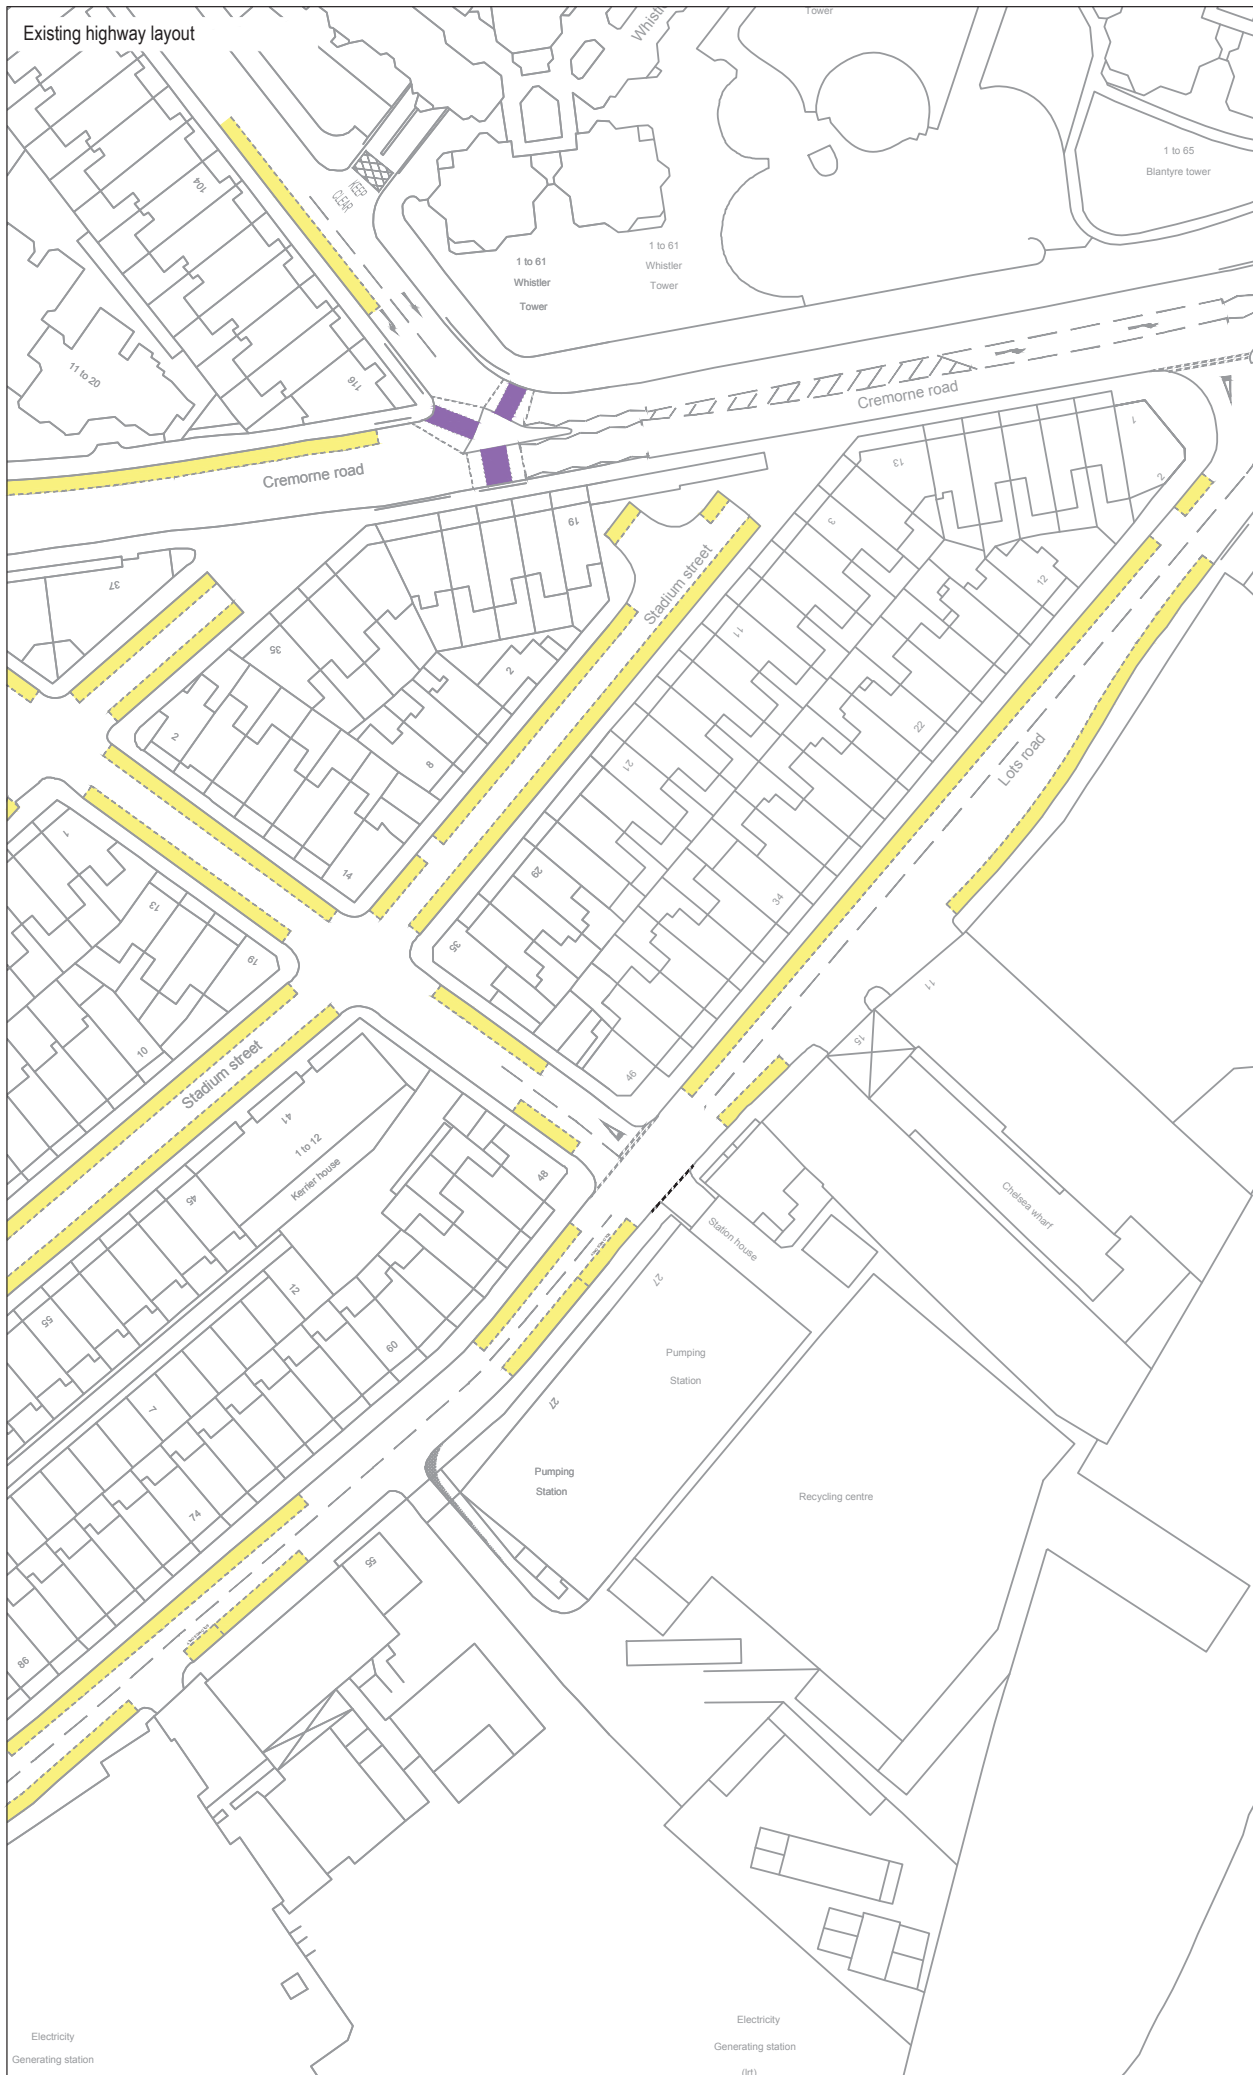 Existing highway layout
Whistl
Tower
KEEP
CLEAR
1 to 65
Blantyre tower
104
1 to 61
Whistler
Tower
1 to 61
Whistler
Tower
11 to 20
116
Cremorne road
Cremorne road
1
13
2
3
19
37
Stadium street
12
11
35
2
2
8
22
21
Lots road
1
14
29
34
13
19
35
11
10
15
46
Stadium street
41
1 to 12
Kerrier house
48
45
Chelsea wharf
Station house
27
12
55
60
Pumping
Station
7
27
Pumping
Station
Recycling centre
74
55
86
Electricity
Generating station
Electricity
Generating station
(lrt)